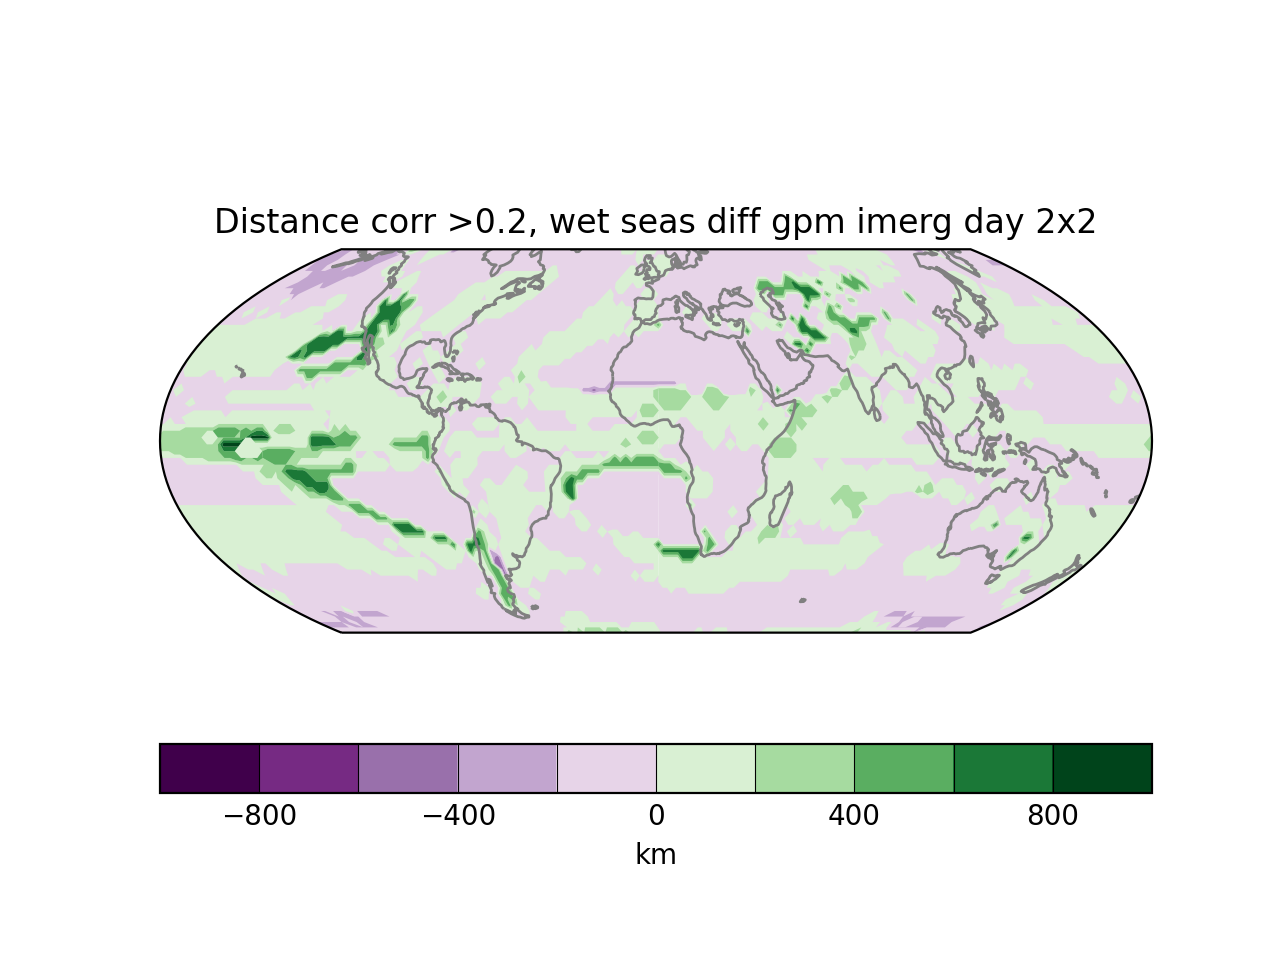 Distance corr >0.2, wet seas diff gpm imerg day 2x2
−800 −400 0 400 800
km